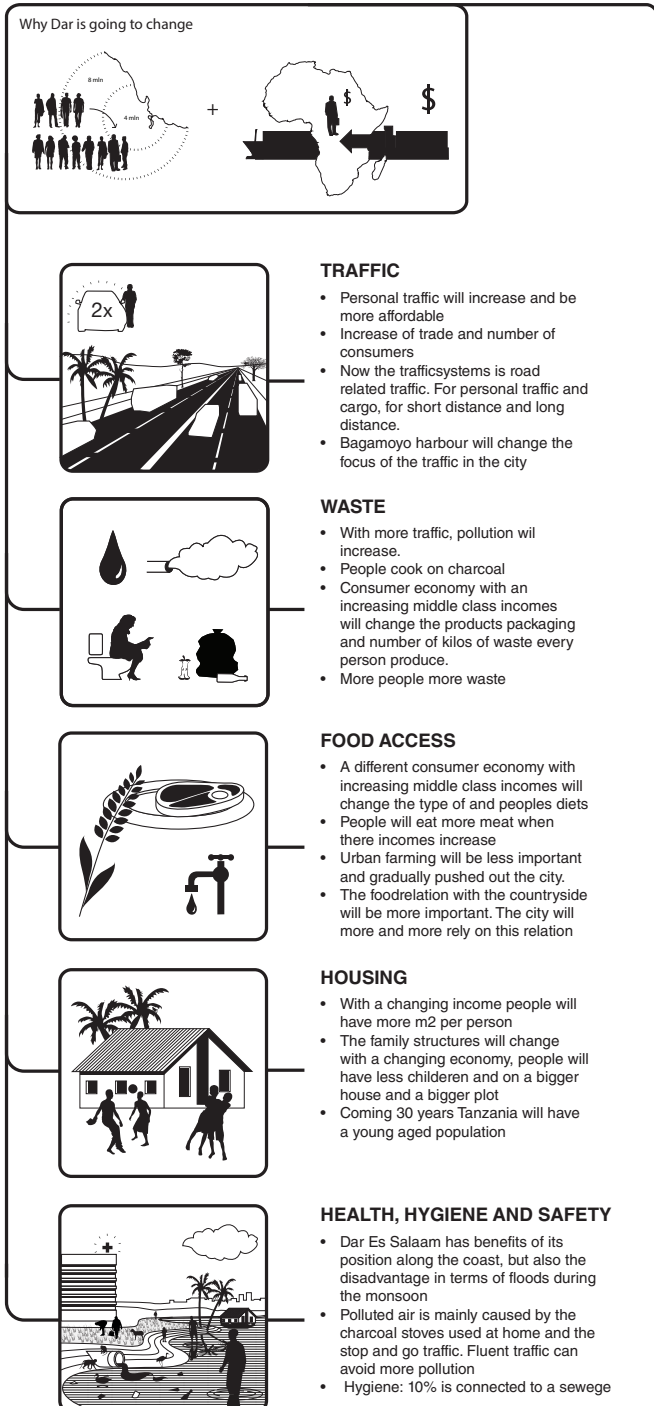 Why Dar is going to change
8 mln
4 mln
+
$
$
TRAFFIC
• Personal traffic will increase and be
more affordable
• Increase of trade and number of
consumers
• Now the trafficsystems is road
related traffic. For personal traffic and
cargo, for short distance and long
distance.
• Bagamoyo harbour will change the
focus of the traffic in the city
2x
WASTE
• With more traffic, pollution wil
increase.
• People cook on charcoal
• Consumer economy with an
increasing middle class incomes
will change the products packaging
and number of kilos of waste every
person produce.
• More people more waste
FOOD ACCESS
• A different consumer economy with
increasing middle class incomes will
change the type of and peoples diets
• People will eat more meat when
there incomes increase
• Urban farming will be less important
and gradually pushed out the city.
• The foodrelation with the countryside
will be more important. The city will
more and more rely on this relation
HOUSING
• With a changing income people will
have more m2 per person
• The family structures will change
with a changing economy, people will
have less childeren and on a bigger
house and a bigger plot
• Coming 30 years Tanzania will have
a young aged population
HEALTH, HYGIENE AND SAFETY
• Dar Es Salaam has benefits of its
position along the coast, but also the
disadvantage in terms of floods during
the monsoon
• Polluted air is mainly caused by the
charcoal stoves used at home and the
stop and go traffic. Fluent traffic can
avoid more pollution
• Hygiene: 10% is connected to a sewege